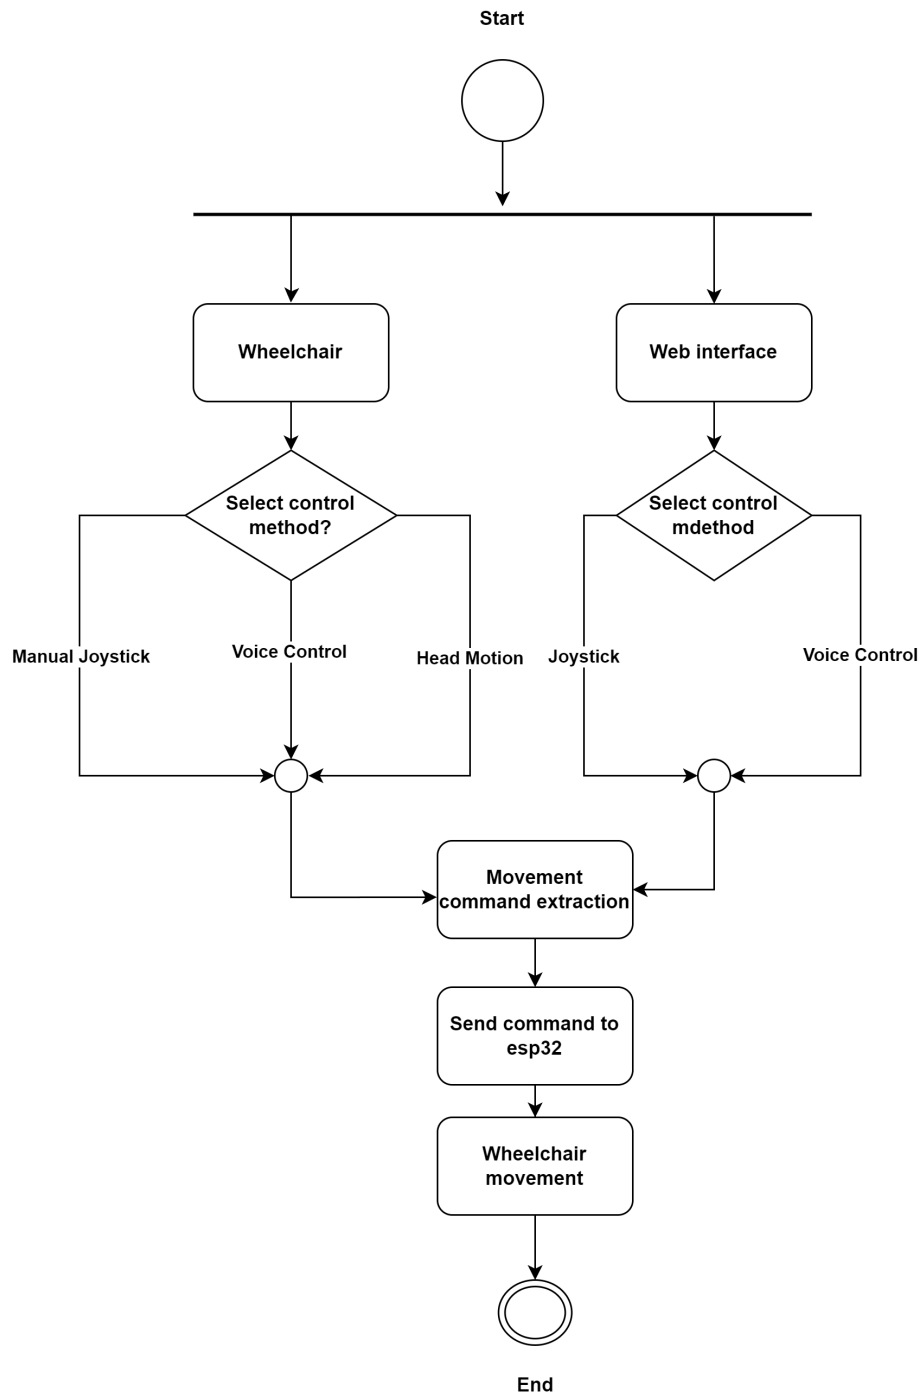 Start
Wheelchair
Web interface
Select control
method?
Select control
mdethod
Manual Joystick
Voice Control
Head Motion
Joystick
Voice Control
Movement
command extraction
Send command to
esp32
Wheelchair
movement
End